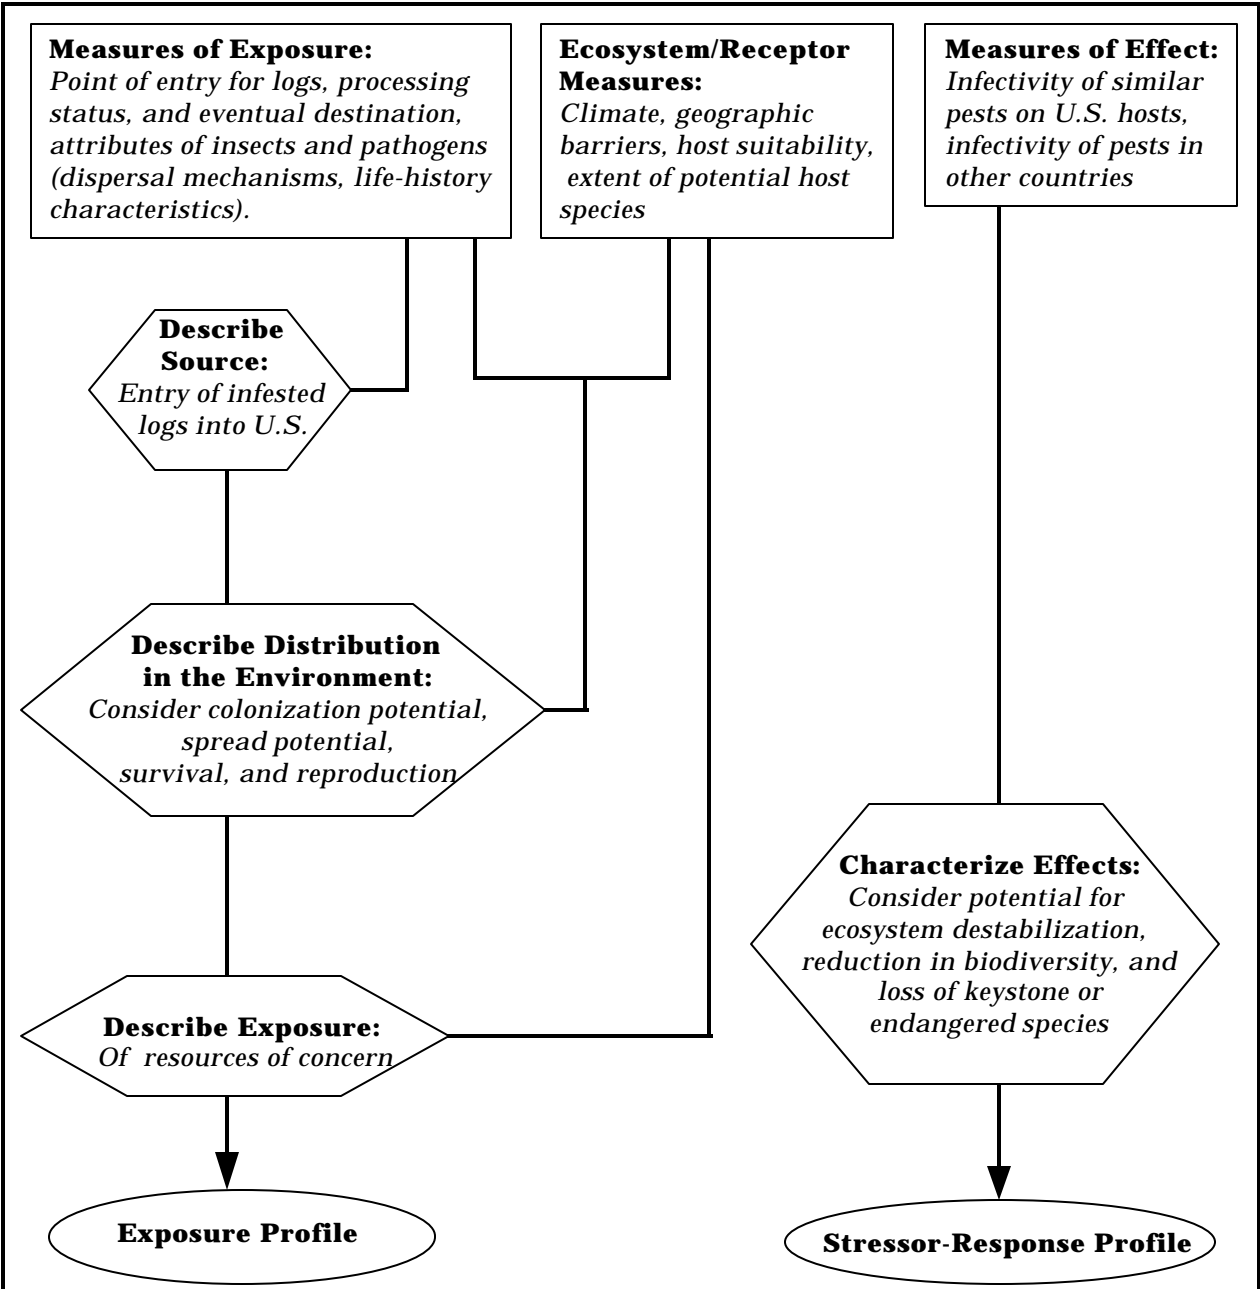 Measures of Exposure:
Point of entry for logs, processing
status, and eventual destination,
attributes of insects and pathogens
(dispersal mechanisms, life-history
characteristics).
Ecosystem/Receptor
Measures:
Climate, geographic
barriers, host suitability,
extent of potential host
species
Measures of Effect:
Infectivity of similar
pests on U.S. hosts,
infectivity of pests in
other countries
Describe
Source:
Entry of infested
logs into U.S.
Describe Distribution
in the Environment:
Consider colonization potential,
spread potential,
survival, and reproduction
Characterize Effects:
Consider potential for
ecosystem destabilization,
reduction in biodiversity, and
loss of keystone or
endangered species
Describe Exposure:
Of resources of concern
Exposure Profile
Stressor-Response Profile